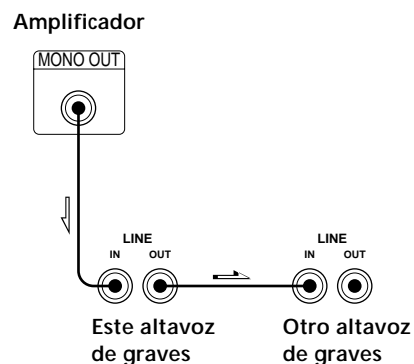 Amplificador
MONO OUT
LINE
IN OUT
LINE
IN OUT
Este altavoz
de graves
Otro altavoz
de graves